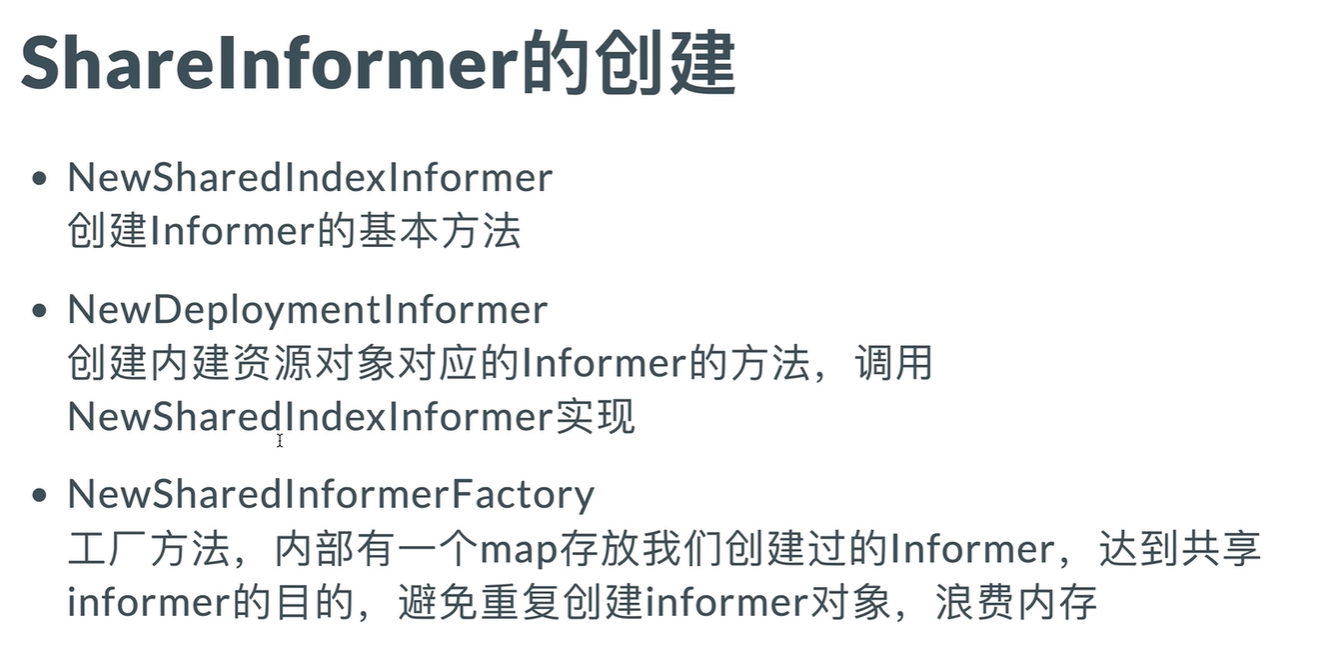 ShareInformer的创建
NewSharedIndexInformer
创建Informer的基本方法
NewDeploymentInformer
创建内建资源对象对应的Informer的方法，调用
NewSharedIndexInformer实现
NewSharedInformerFactory
工厂方法，内部有一个map存放我们创建过的Informer，达到共享
informer的目的，避免重复创建informer对象，浪费内存